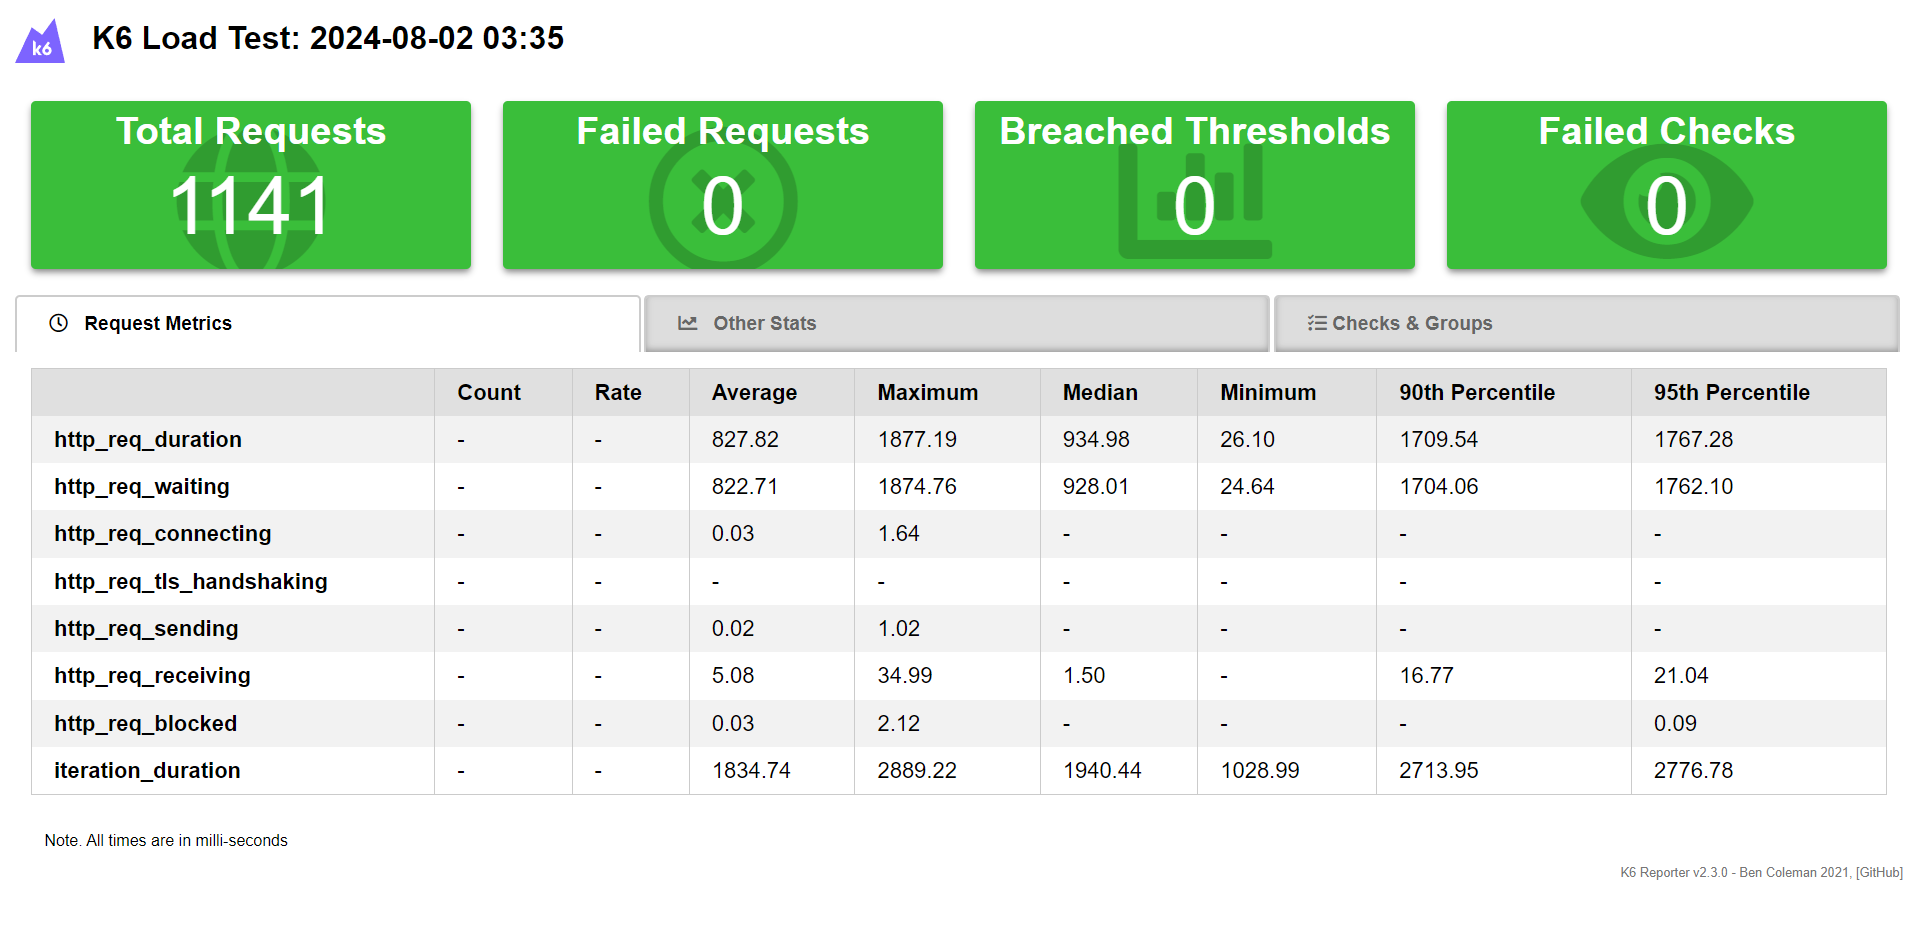 k6
K6 Load Test: 2024-08-02 03:35
Total Requests
1141
Failed Requests
0
Breached Thresholds
0
Failed Checks
0
Request Metrics
Other Stats
Checks & Groups
Count Rate Average Maximum Median Minimum 90th Percentile 95th Percentile
http_req_duration - - 827.82 1877.19 934.98 26.10 1709.54 1767.28
http_req_waiting - - 822.71 1874.76 928.01 24.64 1704.06 1762.10
http_req_connecting - - 0.03 1.64 - - - -
http_req_tls_handshaking - - - - - - - -
http_req_sending - - 0.02 1.02 - - - -
http_req_receiving - - 5.08 34.99 1.50 - 16.77 21.04
http_req_blocked - - 0.03 2.12 - - - 0.09
iteration_duration - - 1834.74 2889.22 1940.44 1028.99 2713.95 2776.78
Note. All times are in milli-seconds
K6 Reporter v2.3.0 - Ben Coleman 2021, [GitHub]